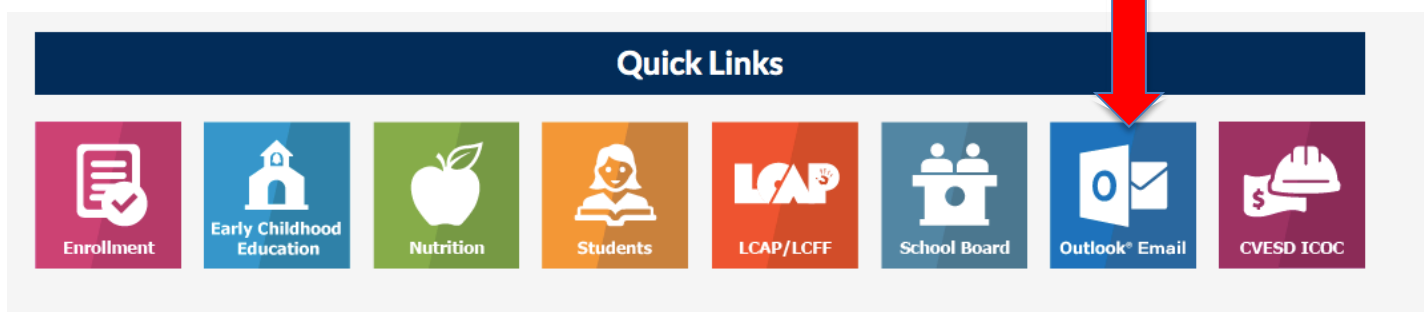 Quick Links
Enrollment
Early Childhood
Education
Nutrition
Students
LCAP
LCAP/LCFF
School Board
O
Outlook® Email
$
CVESD ICOC